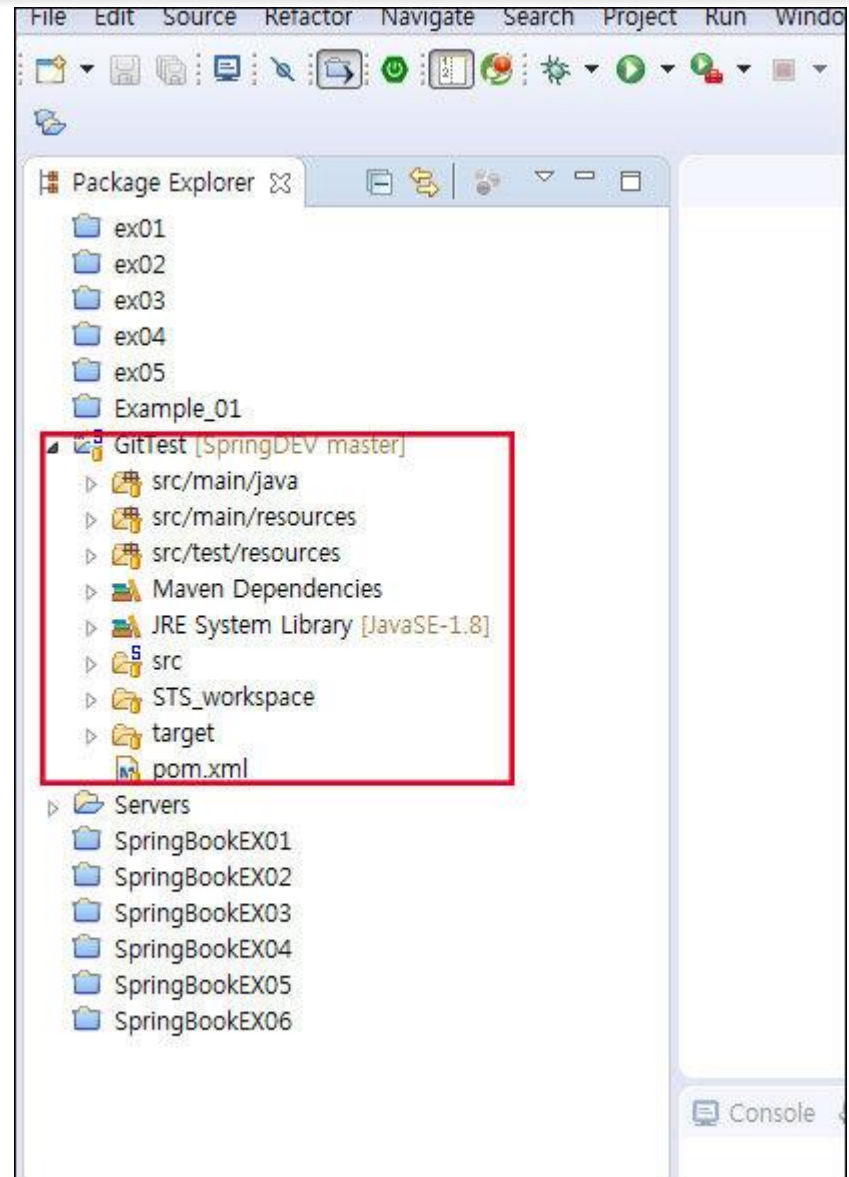 File Edit Source Refactor Navigate Search Project Run Windo
Package Explorer
ex01
ex02
ex03
ex04
ex05
Example_01
GitTest [SpringDEV master]
src/main/java
src/main/resources
src/test/resources
Maven Dependencies
JRE System Library [JavaSE-1.8]
src
STS_workspace
target
pom.xml
Servers
SpringBookEX01
SpringBookEX02
SpringBookEX03
SpringBookEX04
SpringBookEX05
SpringBookEX06
Console